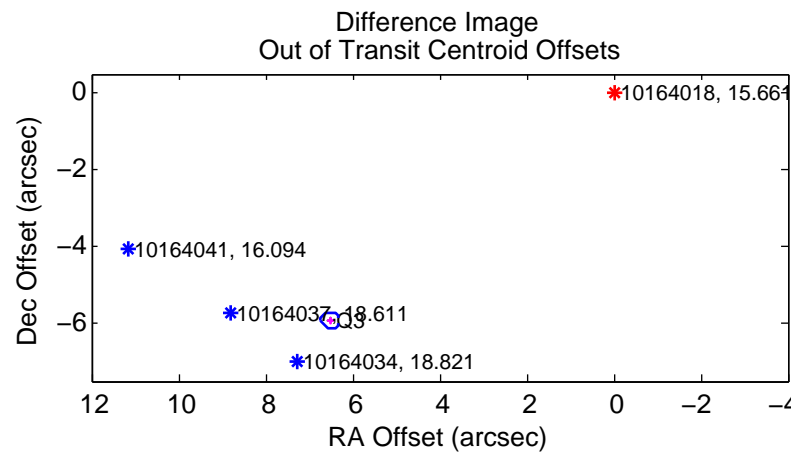 Difference Image
Out of Transit Centroid Offsets
Dec Offset (arcsec)
0
−2
−4
−6
10164018, 15.661
10164041, 16.094
10164037, 18.611
Q3
10164034, 18.821
12 10 8 6 4 2 0 −2 −4
RA Offset (arcsec)